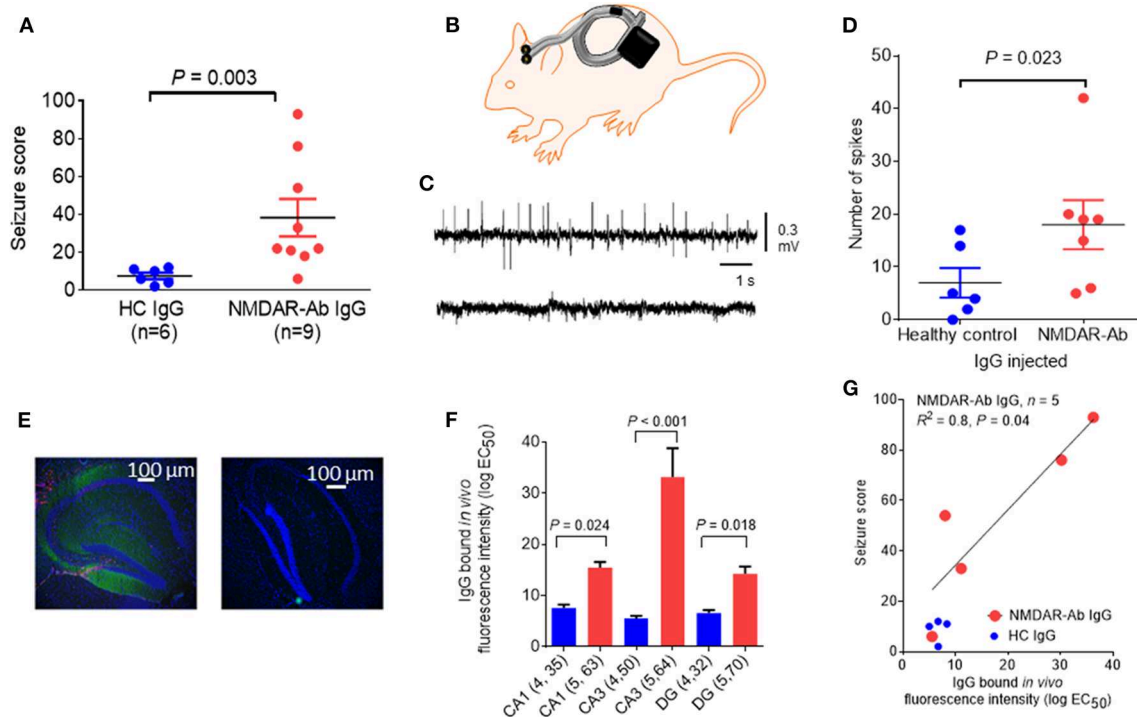 A
P = 0.003
Seizure score
100
80
60
40
20
0
HC IgG
(n=6)
NMDAR-Ab IgG
(n=9)
B
C
0.3
mV
1 s
D
P = 0.023
Number of spikes
50
40
30
20
10
0
Healthy control
NMDAR-Ab
IgG injected
E
100 µm
100 µm
F
IgG bound in vivo
fluorescence intensity (log EC50)
40
30
20
10
0
P = 0.024
P < 0.001
P = 0.018
CA1 (4, 35)
CA1 (5, 63)
CA3 (4,50)
CA3 (5,64)
DG (4,32)
DG (5,70)
G
NMDAR-Ab IgG, n = 5
R2 = 0.8, P = 0.04
Seizure score
100
80
60
40
20
0
NMDAR-Ab IgG
HC IgG
0
10
20
30
40
IgG bound in vivo
fluorescence intensity (log EC50)